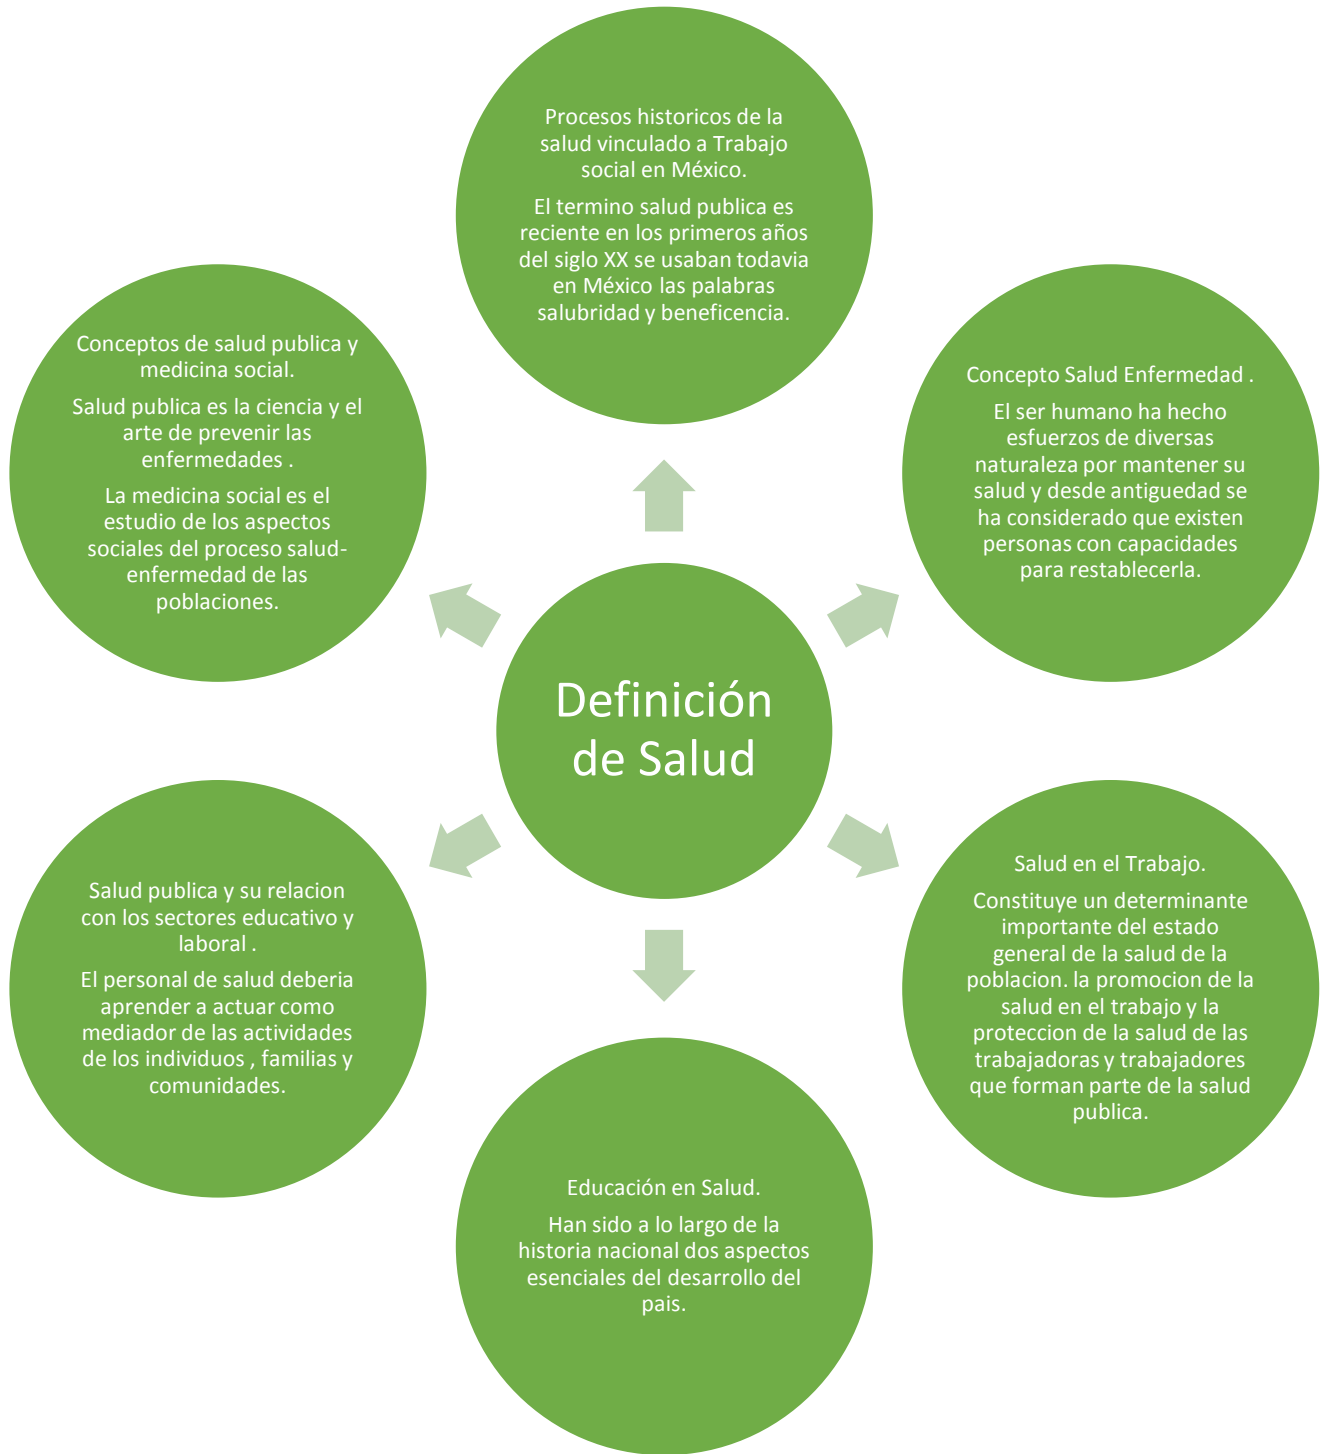 Procesos historicos de la
salud vinculado a Trabajo
social en México.
El termino salud publica es
reciente en los primeros años
del siglo XX se usaban todavia
en México las palabras
salubridad y beneficencia.
Concepto Salud Enfermedad .
El ser humano ha hecho
esfuerzos de diversas
naturaleza por mantener su
salud y desde antiguedad se
ha considerado que existen
personas con capacidades
para restablecerla.
Salud en el Trabajo.
Constituye un determinante
importante del estado
general de la salud de la
poblacion. la promocion de la
salud en el trabajo y la
proteccion de la salud de las
trabajadoras y trabajadores
que forman parte de la salud
publica.
Educación en Salud.
Han sido a lo largo de la
historia nacional dos aspectos
esenciales del desarrollo del
pais.
Salud publica y su relacion
con los sectores educativo y
laboral .
El personal de salud deberia
aprender a actuar como
mediador de las actividades
de los individuos , familias y
comunidades.
Conceptos de salud publica y
medicina social.
Salud publica es la ciencia y el
arte de prevenir las
enfermedades .
La medicina social es el
estudio de los aspectos
sociales del proceso salud-
enfermedad de las
poblaciones.
Definición
de Salud